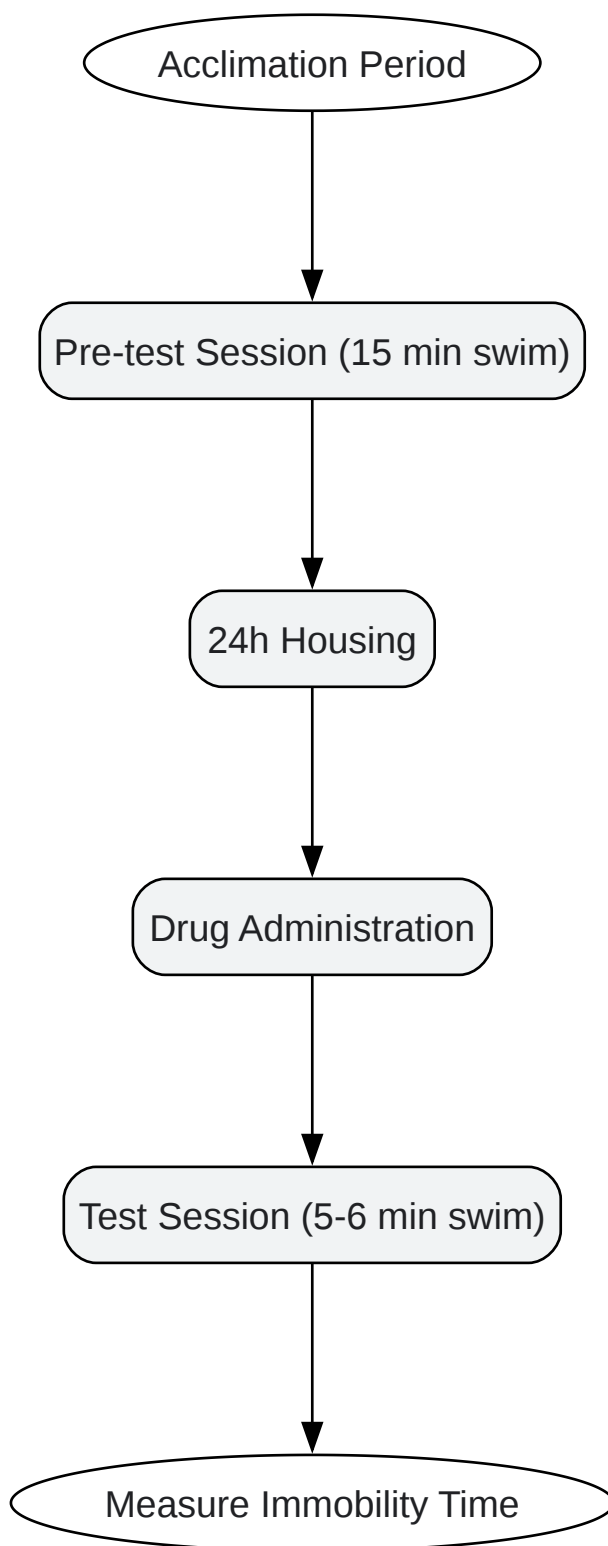 Acclimation Period
Pre-test Session (15 min swim)
24h Housing
Drug Administration
Test Session (5-6 min swim)
Measure Immobility Time